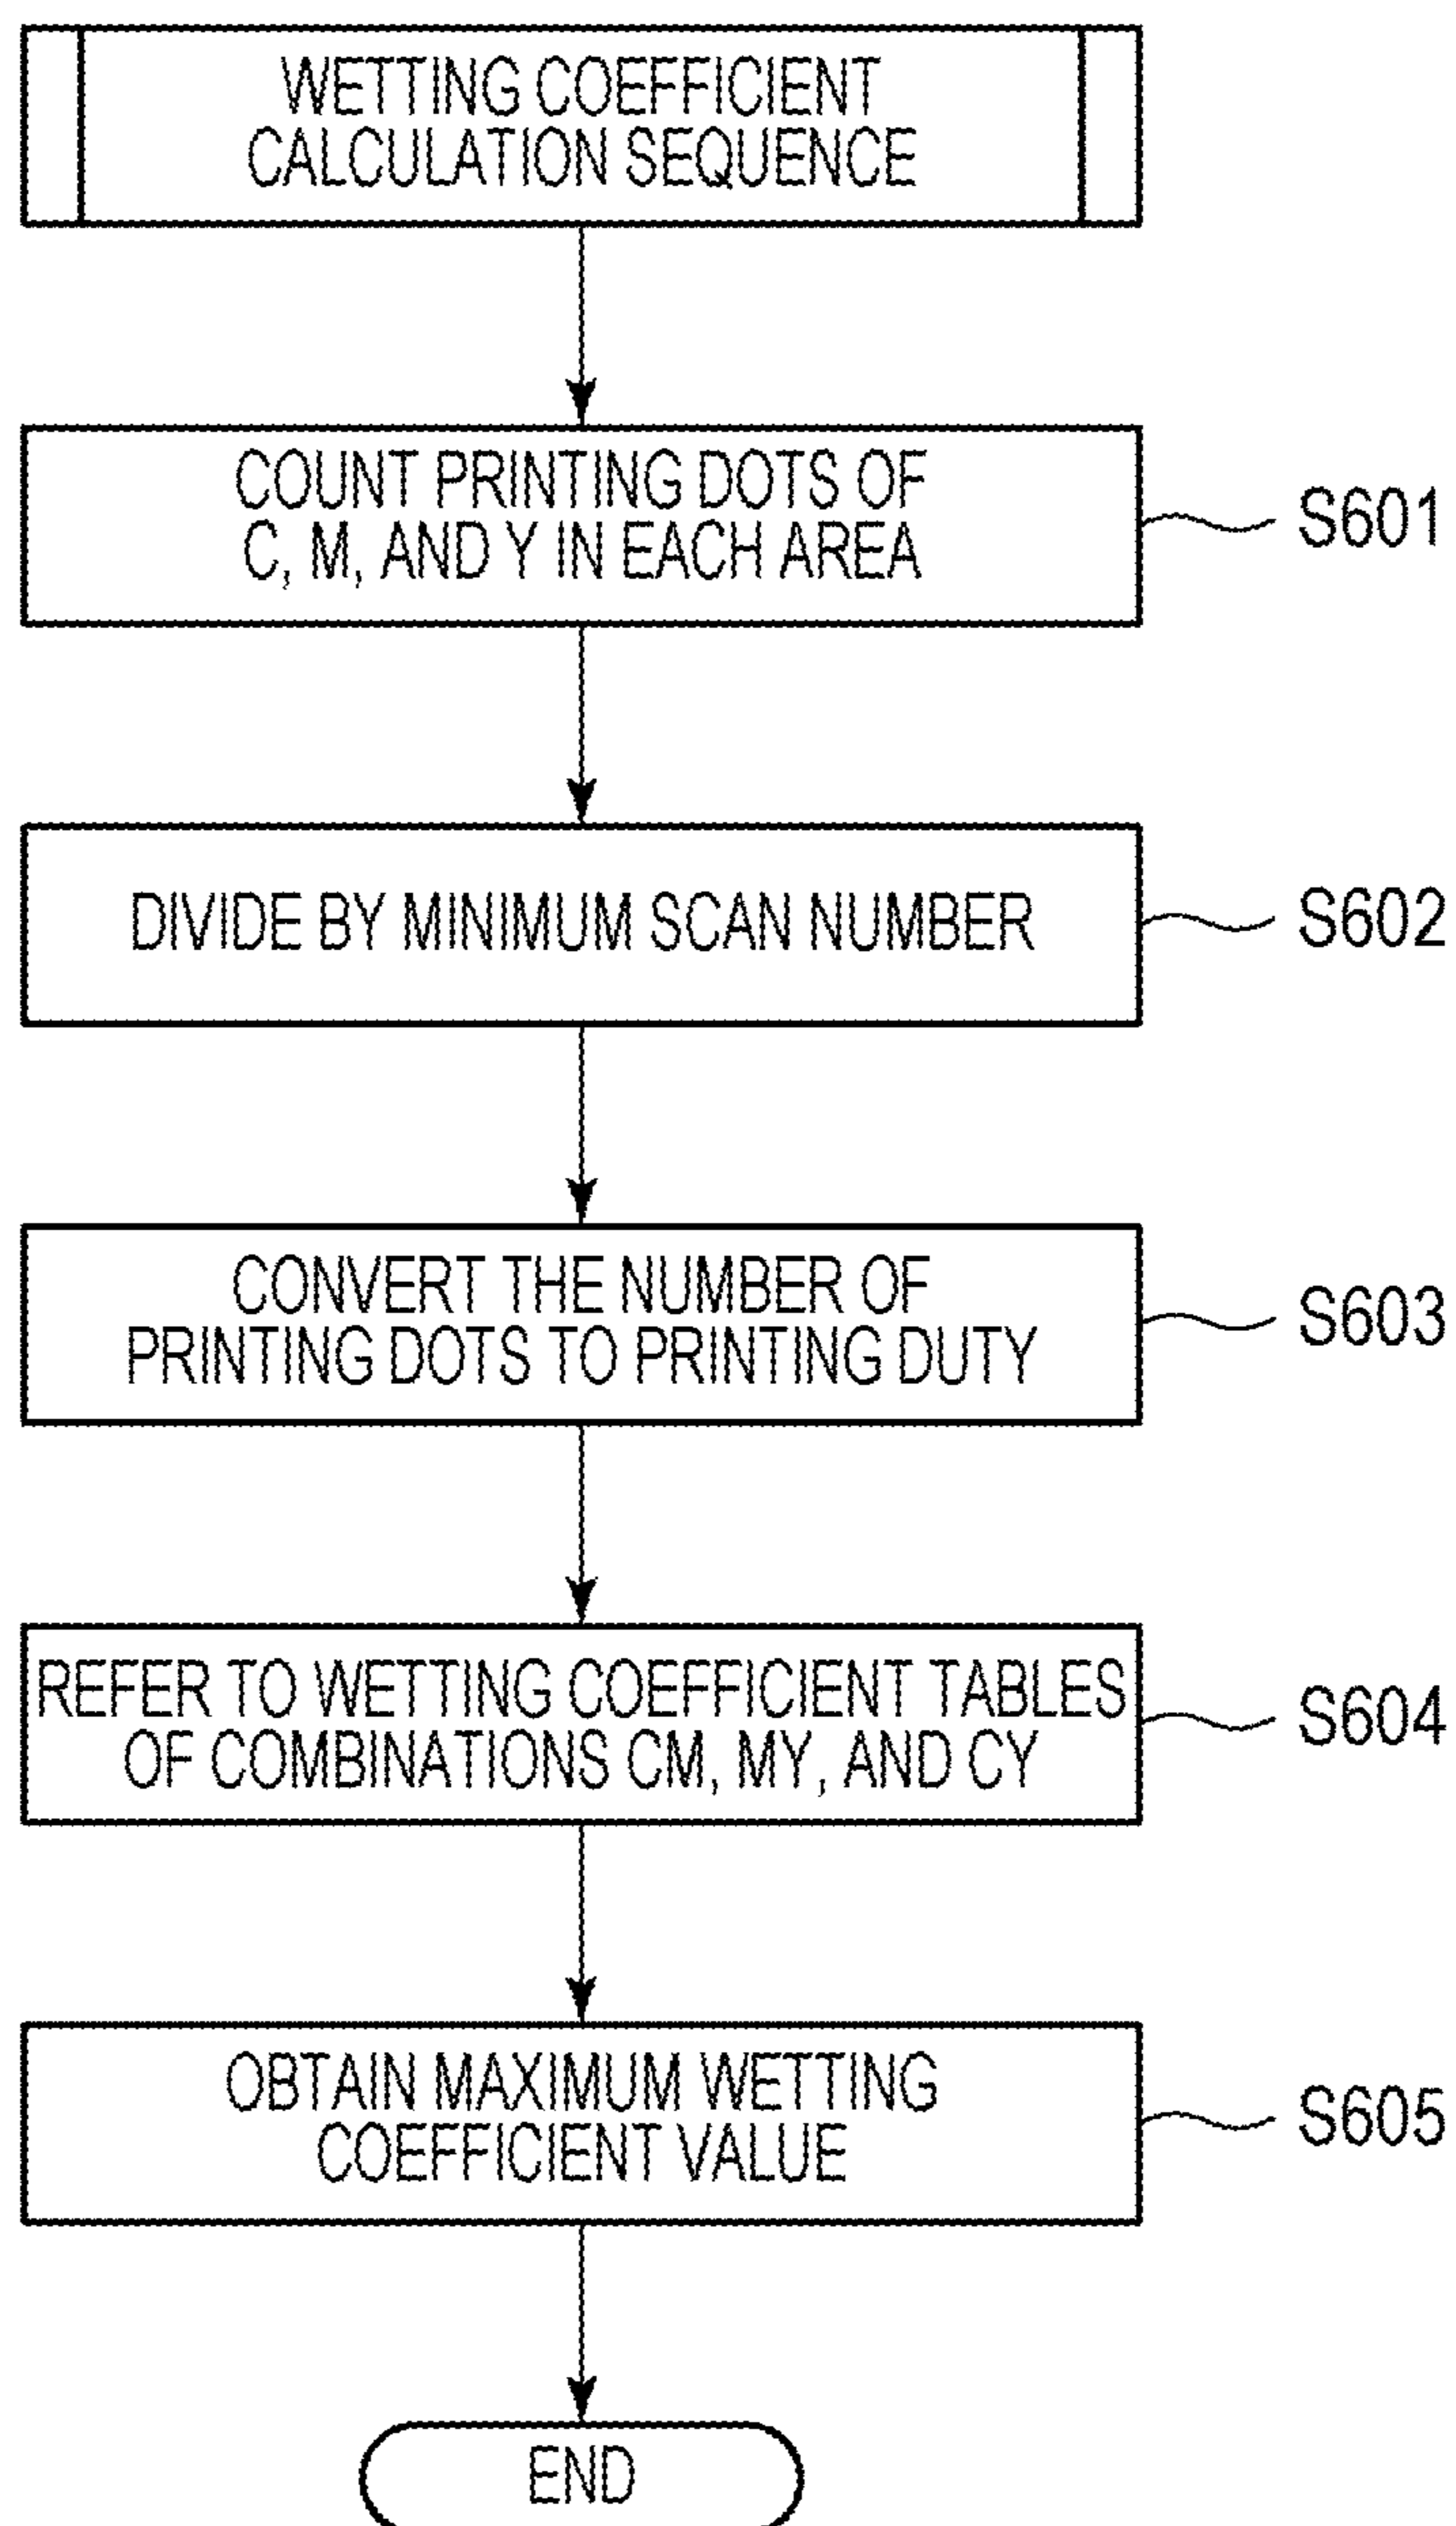 WETTING COEFFICIENT
CALCULATION SEQUENCE
COUNT PRINTING DOTS OF
C, M, AND Y IN EACH AREA
S601
DIVIDE BY MINIMUM SCAN NUMBER
S602
CONVERT THE NUMBER OF
PRINTING DOTS TO PRINTING DUTY
S603
REFER TO WETTING COEFFICIENT TABLES
OF COMBINATIONS CM, MY, AND CY
S604
OBTAIN MAXIMUM WETTING
COEFFICIENT VALUE
S605
END